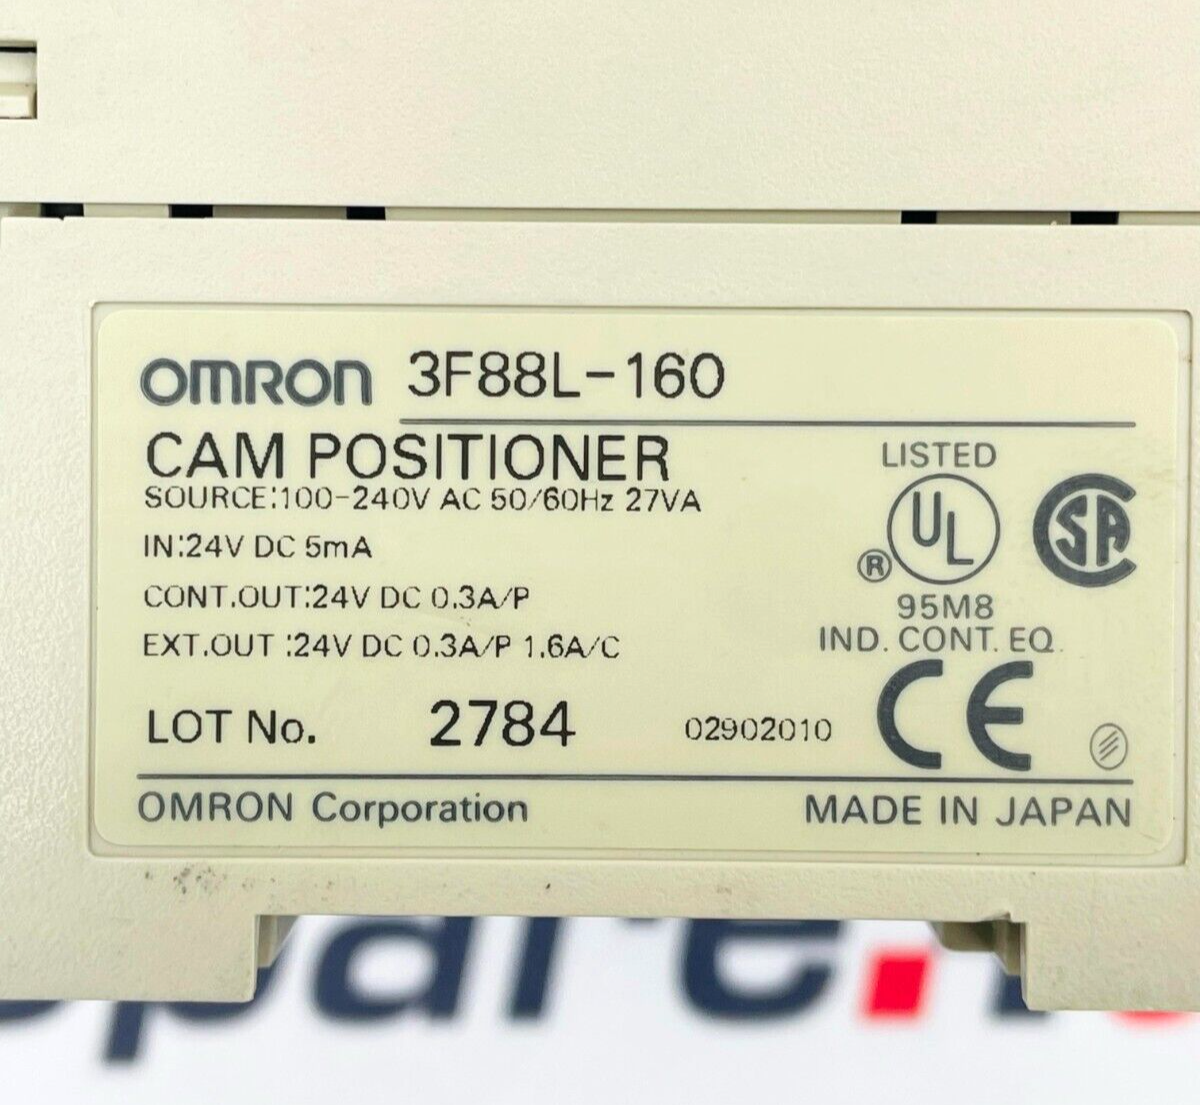 OMRON 3F88L-160
CAM POSITIONER
SOURCE:100-240V AC 50/60Hz 27VA
IN:24V DC 5mA
CONT.OUT:24V DC 0.3A/P
EXT.OUT :24V DC 0.3A/P 1.6A/C
LISTED
UL
®
SA
95M8
IND. CONT. EQ.
CE
LOT No. 2784 02902010
OMRON Corporation MADE IN JAPAN